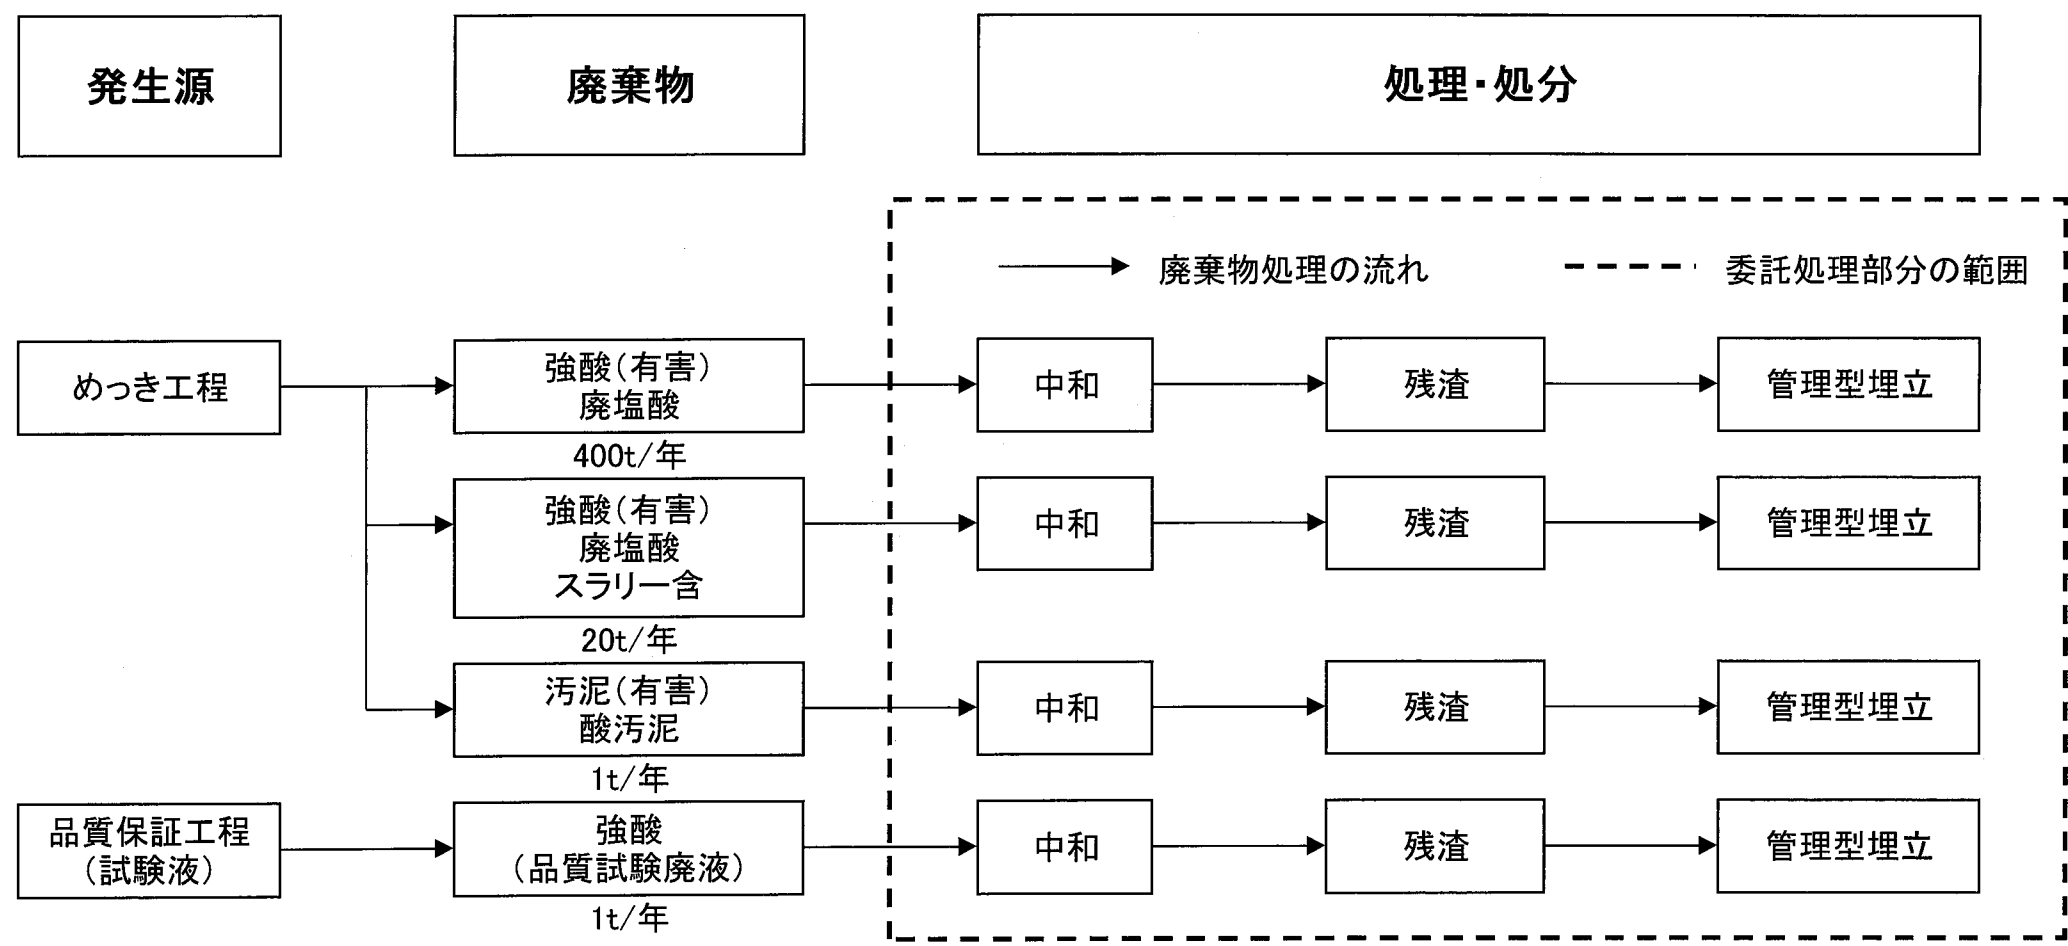 発生源
廃棄物
処理・処分
廃棄物処理の流れ
委託処理部分の範囲
めっき工程
強酸(有害)
廃塩酸
400t/年
中和
残渣
管理型埋立
強酸(有害)
廃塩酸
スラリー含
20t/年
中和
残渣
管理型埋立
汚泥(有害)
酸汚泥
1t/年
中和
残渣
管理型埋立
品質保証工程
(試験液)
強酸
(品質試験廃液)
1t/年
中和
残渣
管理型埋立